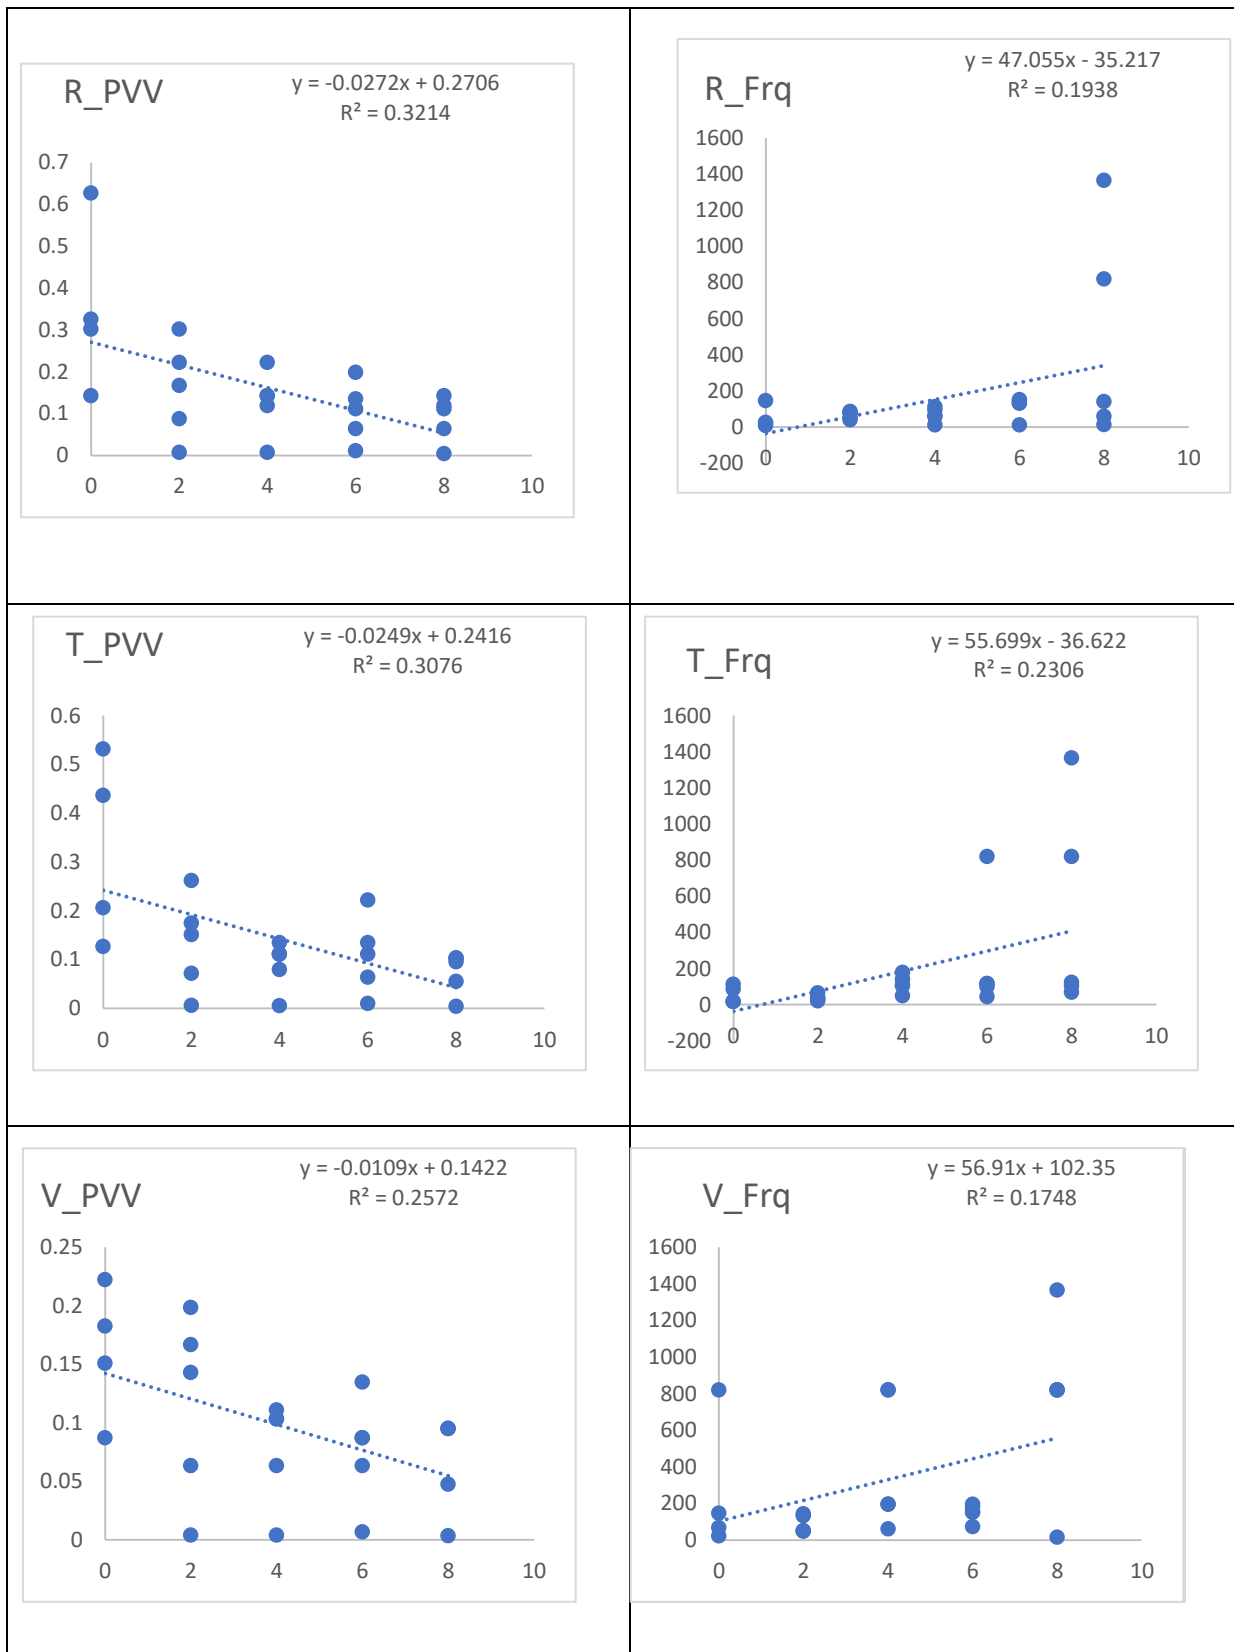 R_PVV
y = -0.0272x + 0.2706
R² = 0.3214
0.7
0.6
0.5
0.4
0.3
0.2
0.1
0
0 2 4 6 8 10
R_Frq
y = 47.055x - 35.217
R² = 0.1938
1600
1400
1200
1000
800
600
400
200
0
-200
0 2 4 6 8 10
T_PVV
y = -0.0249x + 0.2416
R² = 0.3076
0.6
0.5
0.4
0.3
0.2
0.1
0
0 2 4 6 8 10
T_Frq
y = 55.699x - 36.622
R² = 0.2306
1600
1400
1200
1000
800
600
400
200
0
-200
0 2 4 6 8 10
V_PVV
y = -0.0109x + 0.1422
R² = 0.2572
0.25
0.2
0.15
0.1
0.05
0
0 2 4 6 8 10
V_Frq
y = 56.91x + 102.35
R² = 0.1748
1600
1400
1200
1000
800
600
400
200
0
0 2 4 6 8 10